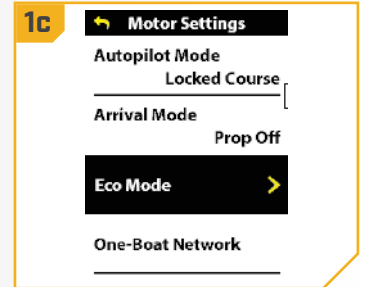 1c
Motor Settings
Autopilot Mode
Locked Course
Arrival Mode
Prop Off
Eco Mode
One-Boat Network